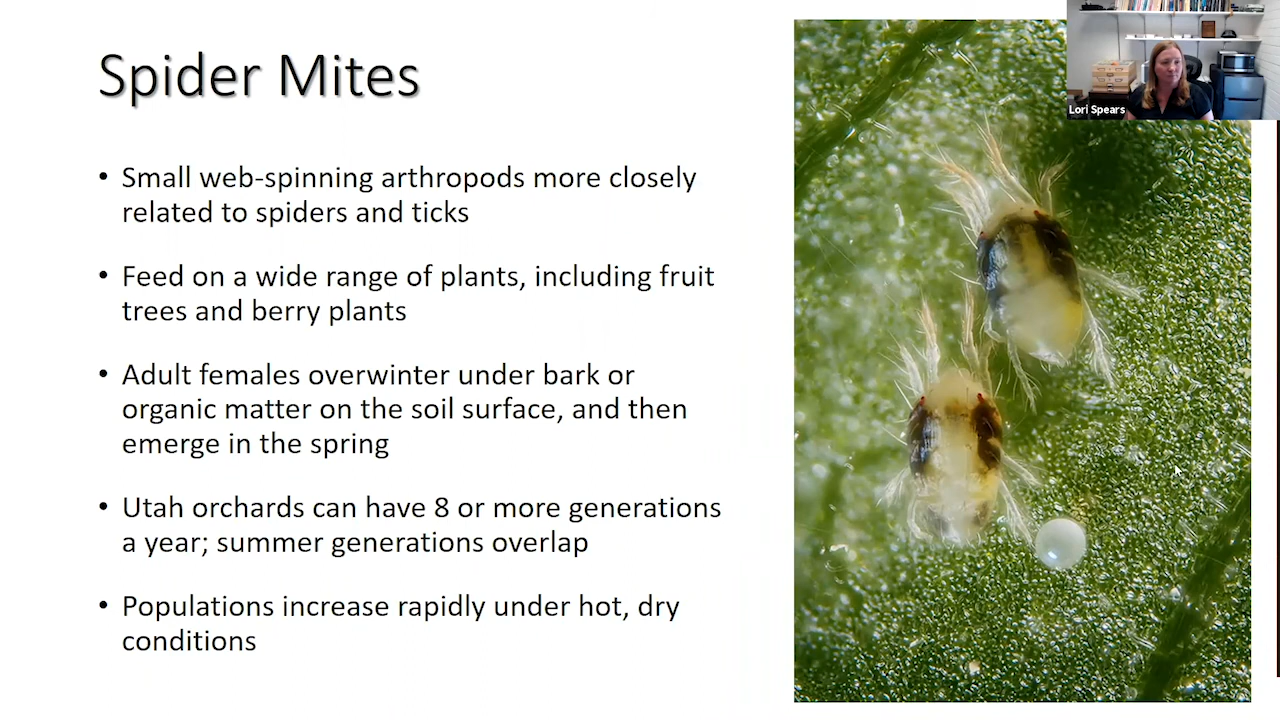 Spider Mites
Lori Spears
• Small web-spinning arthropods more closely
related to spiders and ticks
• Feed on a wide range of plants, including fruit
trees and berry plants
• Adult females overwinter under bark or
organic matter on the soil surface, and then
emerge in the spring
• Utah orchards can have 8 or more generations
a year; summer generations overlap
• Populations increase rapidly under hot, dry
conditions